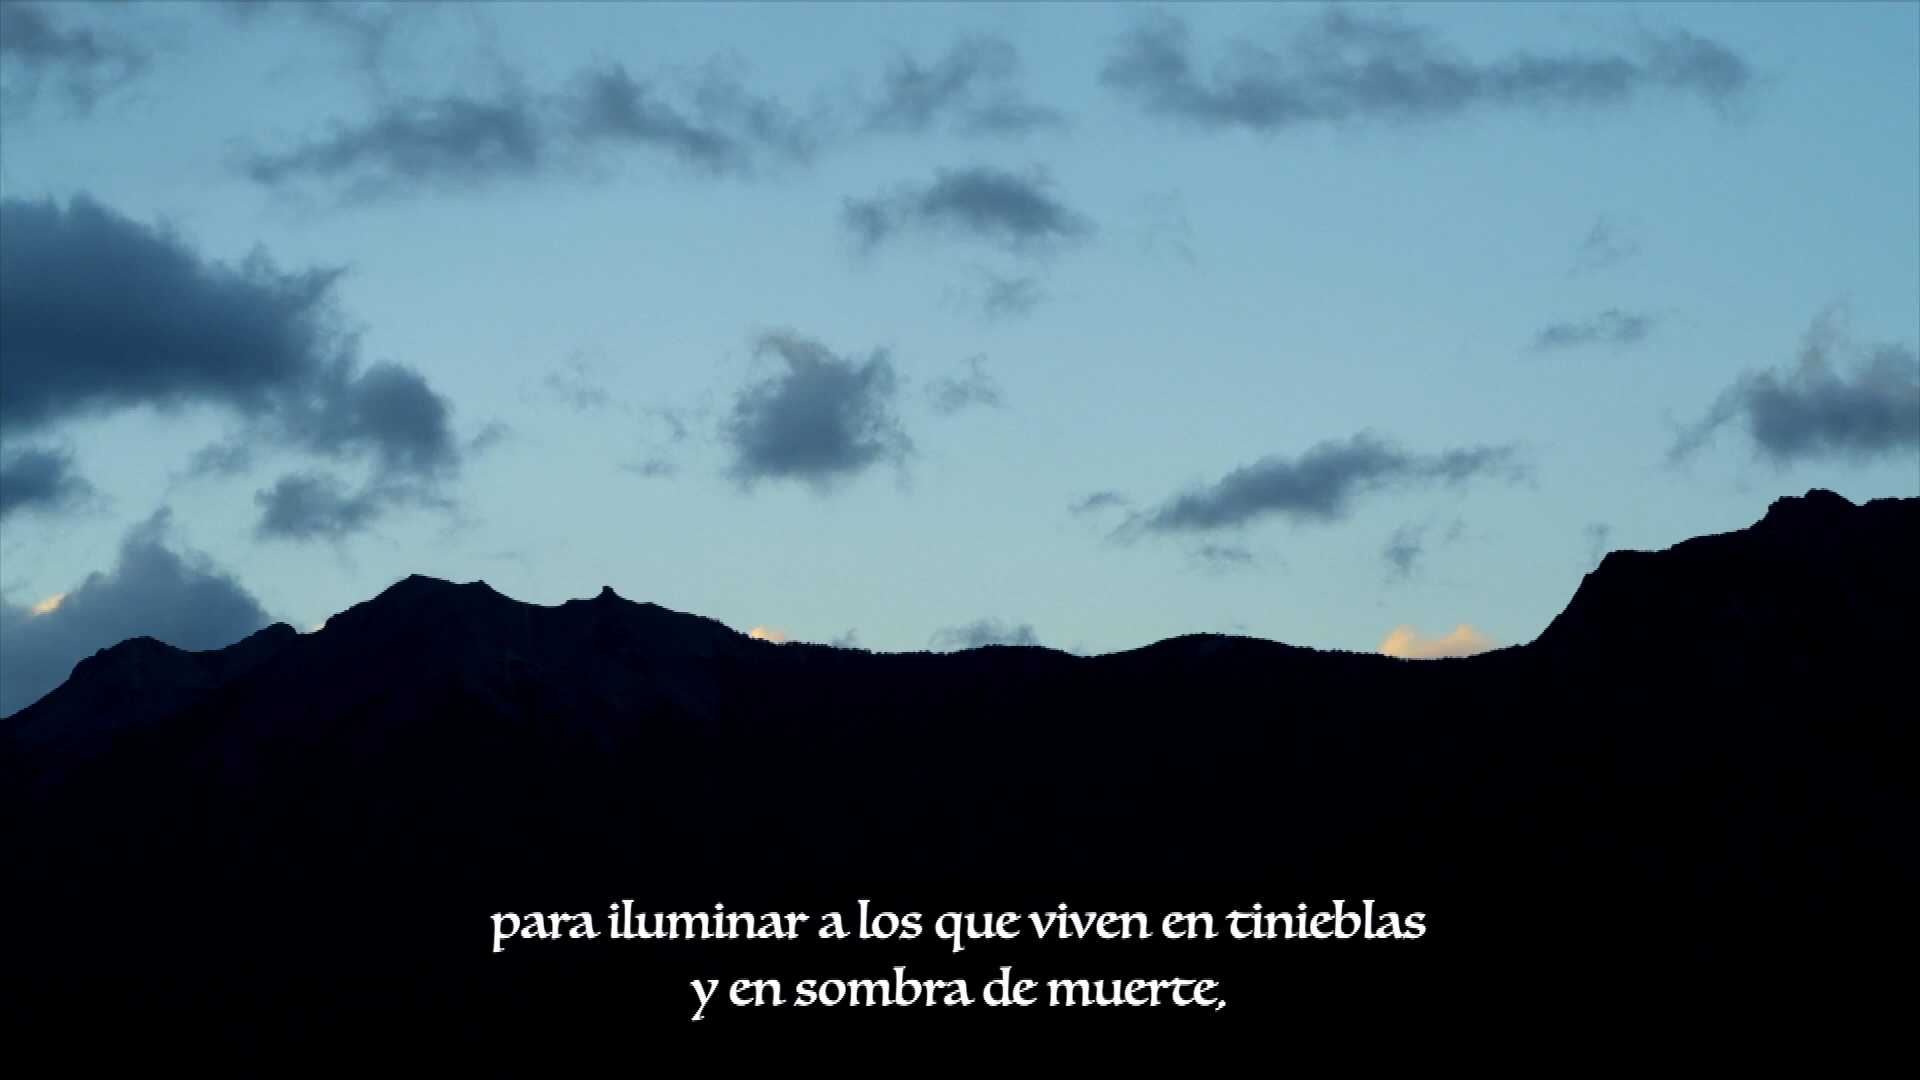 para iluminar a los que viven en tinieblas
y en sombra de muerte,